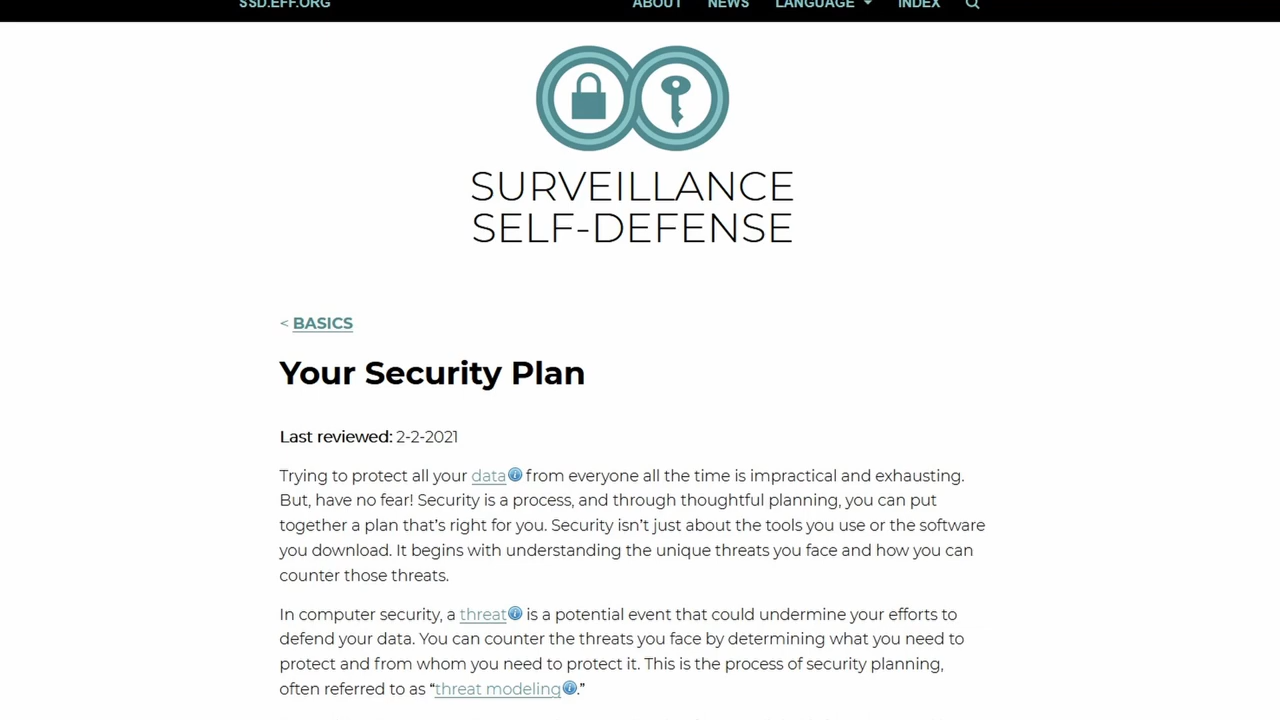 SSD.EFF.ORG ABOUT NEWS LANGUAGE INDEX
SURVEILLANCE
SELF-DEFENSE
< BASICS
Your Security Plan
Last reviewed: 2-2-2021
Trying to protect all your data from everyone all the time is impractical and exhausting.
But, have no fear! Security is a process, and through thoughtful planning, you can put
together a plan that’s right for you. Security isn’t just about the tools you use or the software
you download. It begins with understanding the unique threats you face and how you can
counter those threats.
In computer security, a threat is a potential event that could undermine your efforts to
defend your data. You can counter the threats you face by determining what you need to
protect and from whom you need to protect it. This is the process of security planning,
often referred to as “threat modeling.”